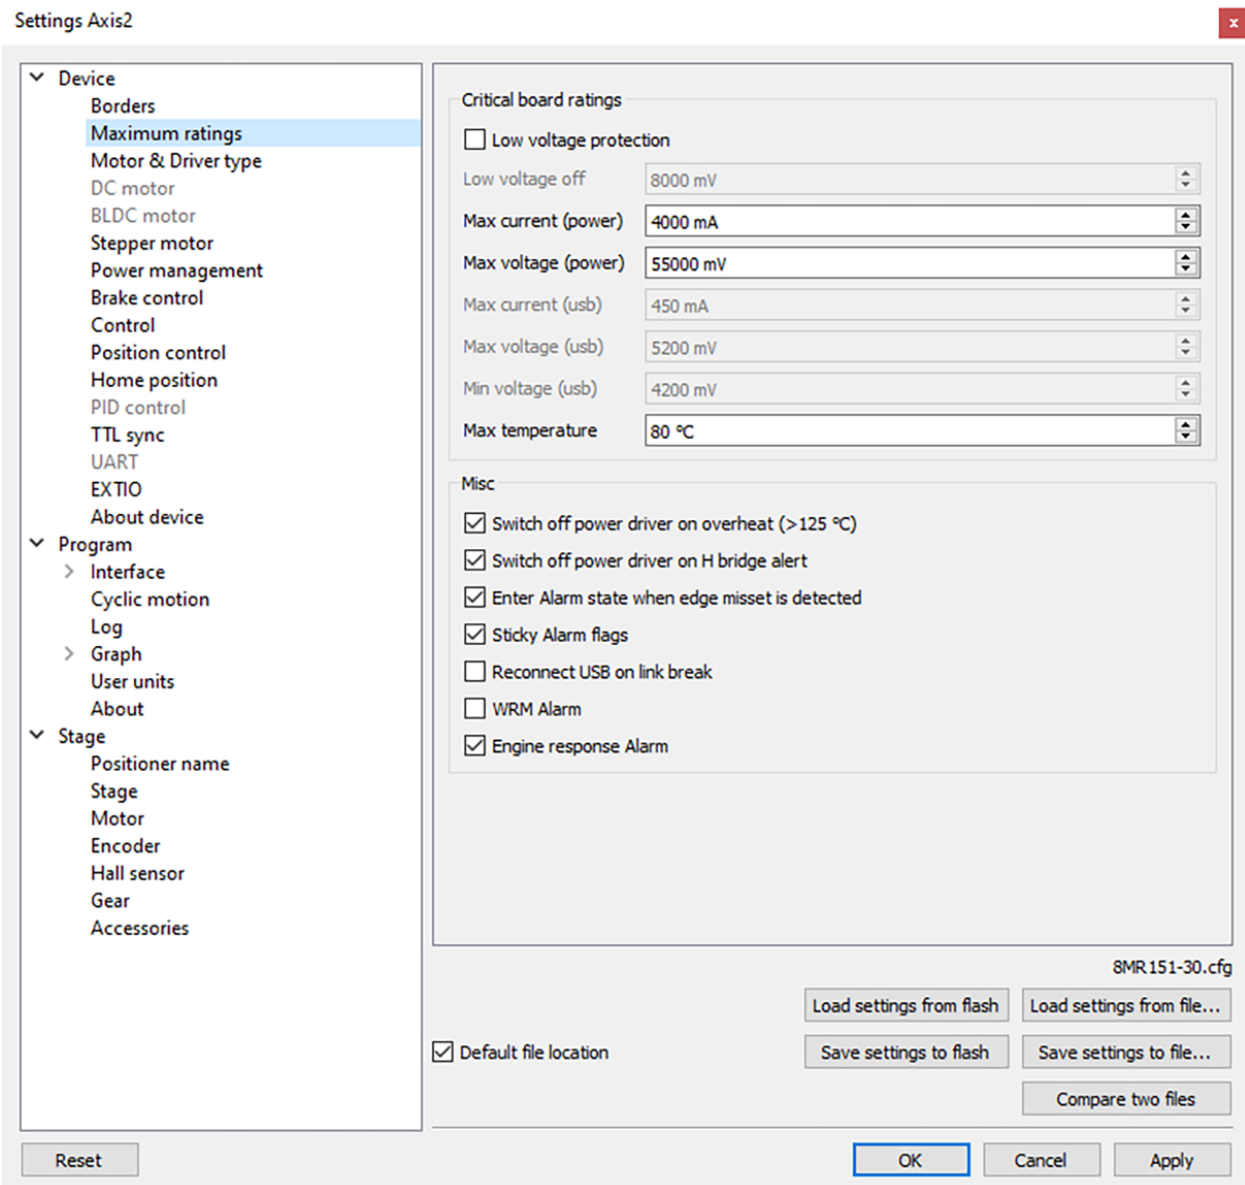 Settings Axis2
x
Device
Borders
Maximum ratings
Motor & Driver type
DC motor
BLDC motor
Stepper motor
Power management
Brake control
Control
Position control
Home position
PID control
TTL sync
UART
EXTIO
About device
Program
Interface
Cyclic motion
Log
Graph
User units
About
Stage
Positioner name
Stage
Motor
Encoder
Hall sensor
Gear
Accessories
Critical board ratings
Low voltage protection
Low voltage off 8000 mV
Max current (power) 4000 mA
Max voltage (power) 55000 mV
Max current (usb) 450 mA
Max voltage (usb) 5200 mV
Min voltage (usb) 4200 mV
Max temperature 80 °C
Misc
Switch off power driver on overheat (>125 °C)
Switch off power driver on H bridge alert
Enter Alarm state when edge misset is detected
Sticky Alarm flags
Reconnect USB on link break
WRM Alarm
Engine response Alarm
8MR151-30.cfg
Load settings from flash Load settings from file...
Default file location Save settings to flash Save settings to file...
Compare two files
Reset OK Cancel Apply